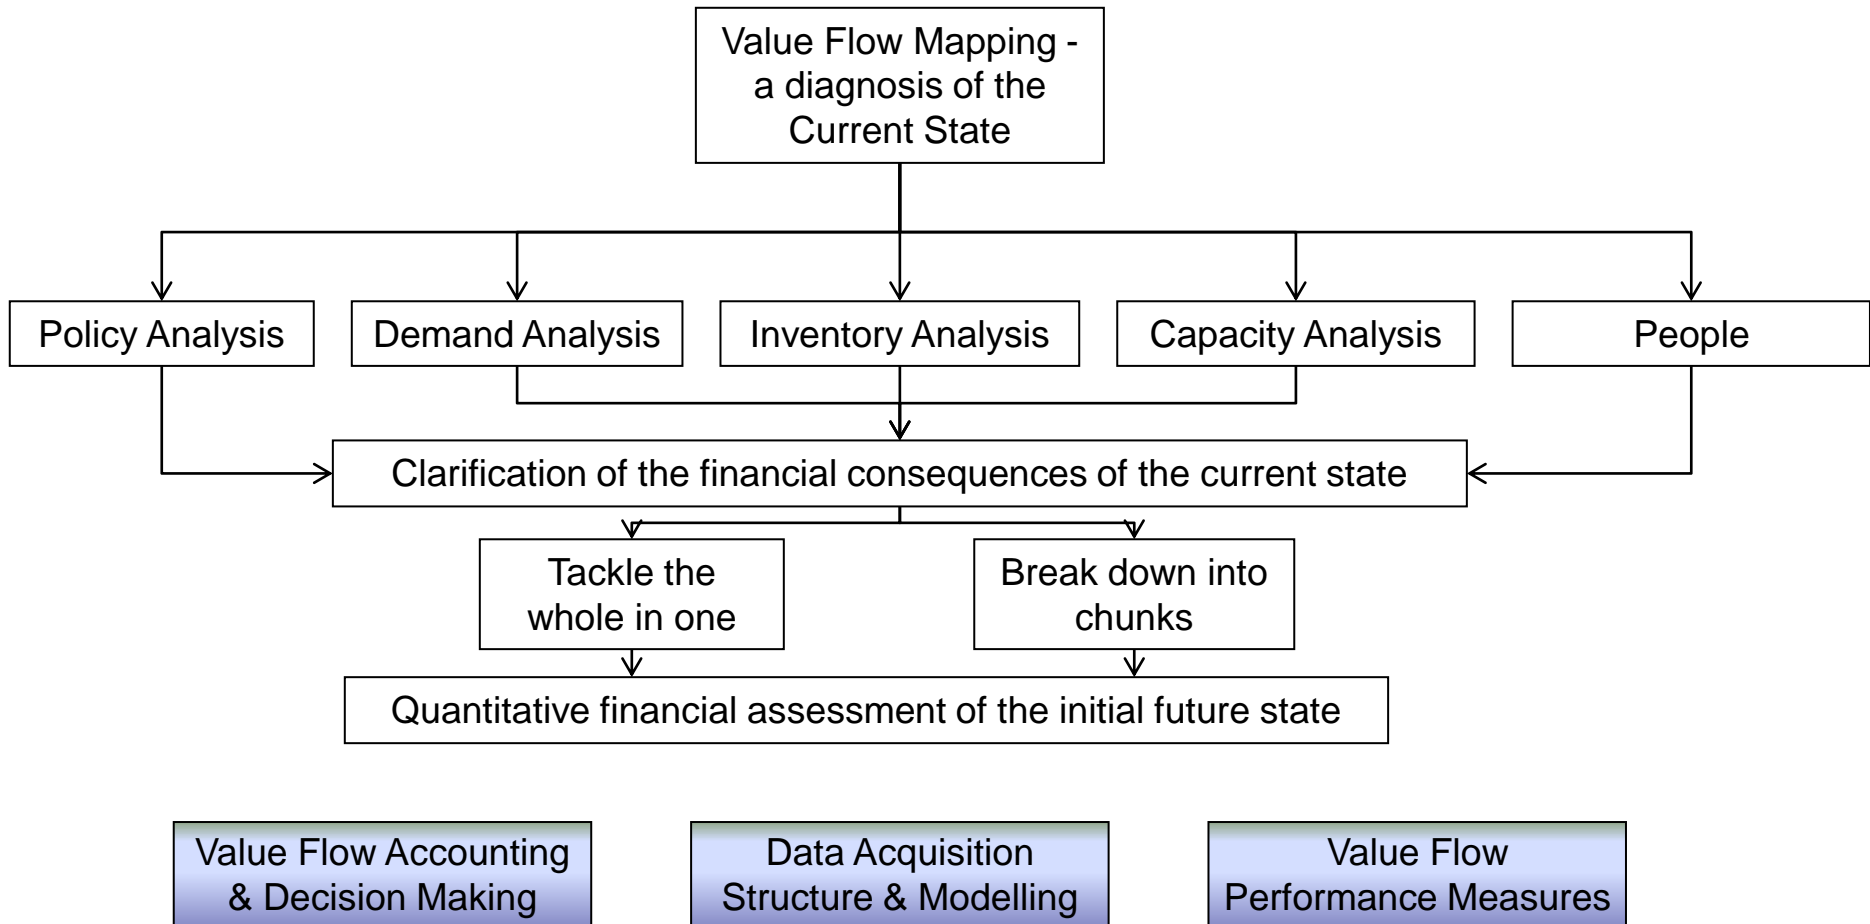 Value Flow Mapping -
a diagnosis of the
Current State
Policy Analysis
Demand Analysis
Inventory Analysis
Capacity Analysis
People
Clarification of the financial consequences of the current state
Tackle the
whole in one
Break down into
chunks
Quantitative financial assessment of the initial future state
Value Flow Accounting
& Decision Making
Data Acquisition
Structure & Modelling
Value Flow
Performance Measures